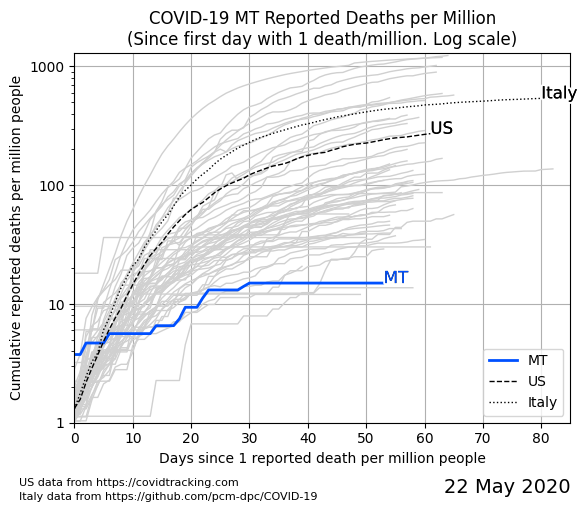 COVID-19 MT Reported Deaths per Million
(Since first day with 1 death/million. Log scale)
Cumulative reported deaths per million people
1000
100
10
1
Italy
US
MT
MT
US
Italy
0 10 20 30 40 50 60 70 80
Days since 1 reported death per million people
US data from https://covidtracking.com
Italy data from https://github.com/pcm-dpc/COVID-19
22 May 2020